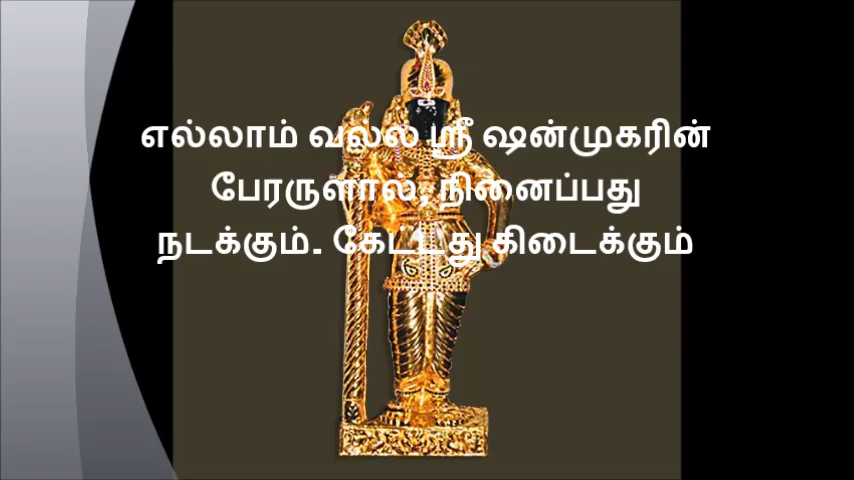 எல்லாம் வல்ல ஸ்ரீ ஷன்முகரின்
பேரருளால், நினைப்பது
நடக்கும். கேட்டது கிடைக்கும்